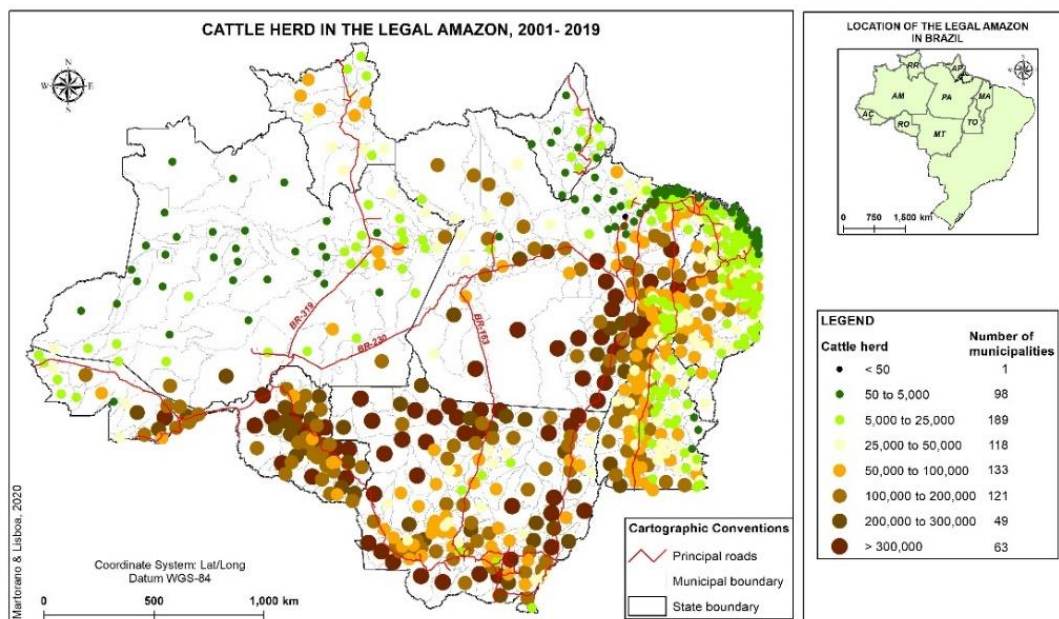 CATTLE HERD IN THE LEGAL AMAZON, 2001- 2019
N
W E
S
BR-319
BR-230
BR-163
Martorano & Lisboa, 2020
Coordinate System: Lat/Long
Datum WGS-84
0 500 1,000 km
Cartographic Conventions
Principal roads
Municipal boundary
State boundary
LOCATION OF THE LEGAL AMAZON
IN BRAZIL
RR
AP
AM
PA
MA
AC
RO
TO
MT
0 750 1,500 km
LEGEND
Cattle herd Number of
municipalities
< 50 1
50 to 5,000 98
5,000 to 25,000 189
25,000 to 50,000 118
50,000 to 100,000 133
100,000 to 200,000 121
200,000 to 300,000 49
> 300,000 63